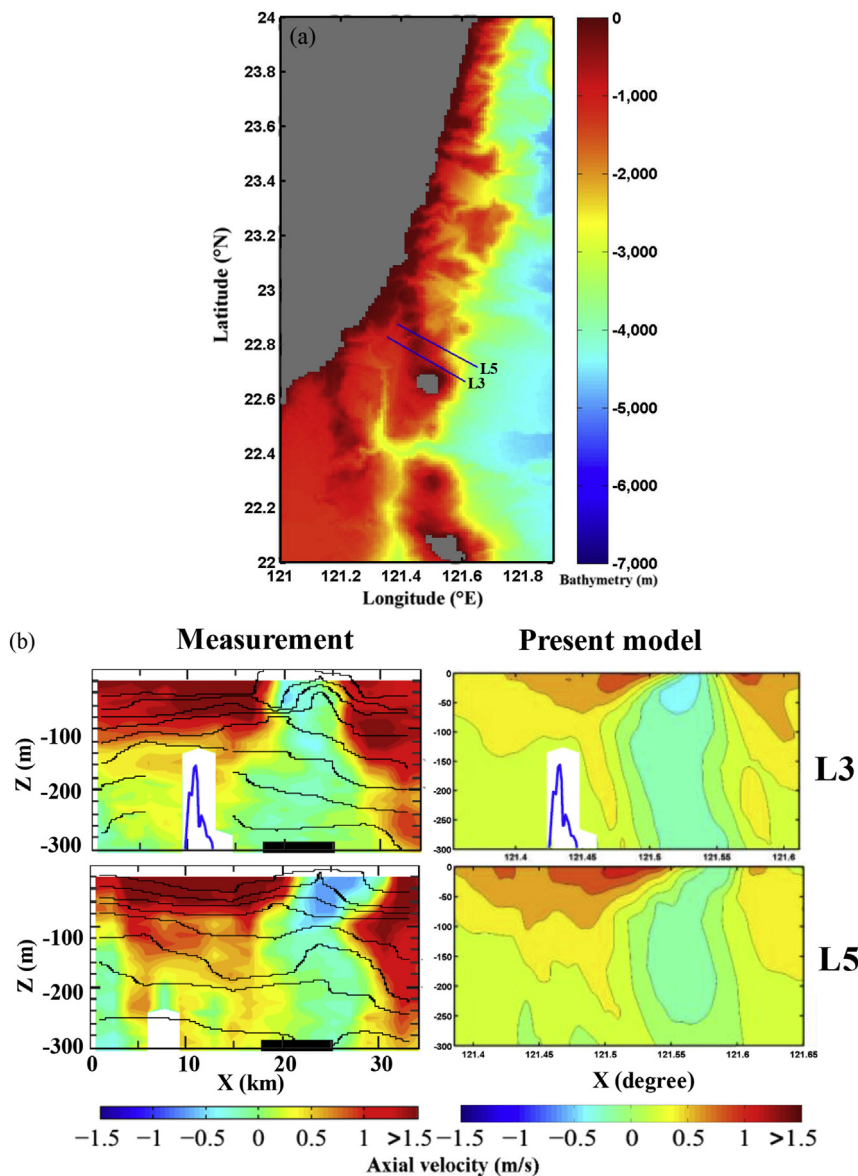 (a)
24
23.8
23.6
23.4
23.2
23
22.8
22.6
22.4
22.2
22
Latitude (°N)
121 121.2 121.4 121.6 121.8
Longitude (°E)
L5
L3
0
-1,000
-2,000
-3,000
-4,000
-5,000
-6,000
-7,000
Bathymetry (m)
(b)
Measurement
Present model
Z (m)
-100
-200
-300
0
-50
-100
-150
-200
-250
-300
121.4 121.45 121.5 121.55 121.6
L3
Z (m)
-100
-200
-300
0 10 20 30
X (km)
0
-50
-100
-150
-200
-250
-300
121.4 121.45 121.5 121.55 121.6 121.65
X (degree)
L5
−1.5 −1 −0.5 0 0.5 1 >1.5
−1.5 −1 −0.5 0 0.5 1 >1.5
Axial velocity (m/s)